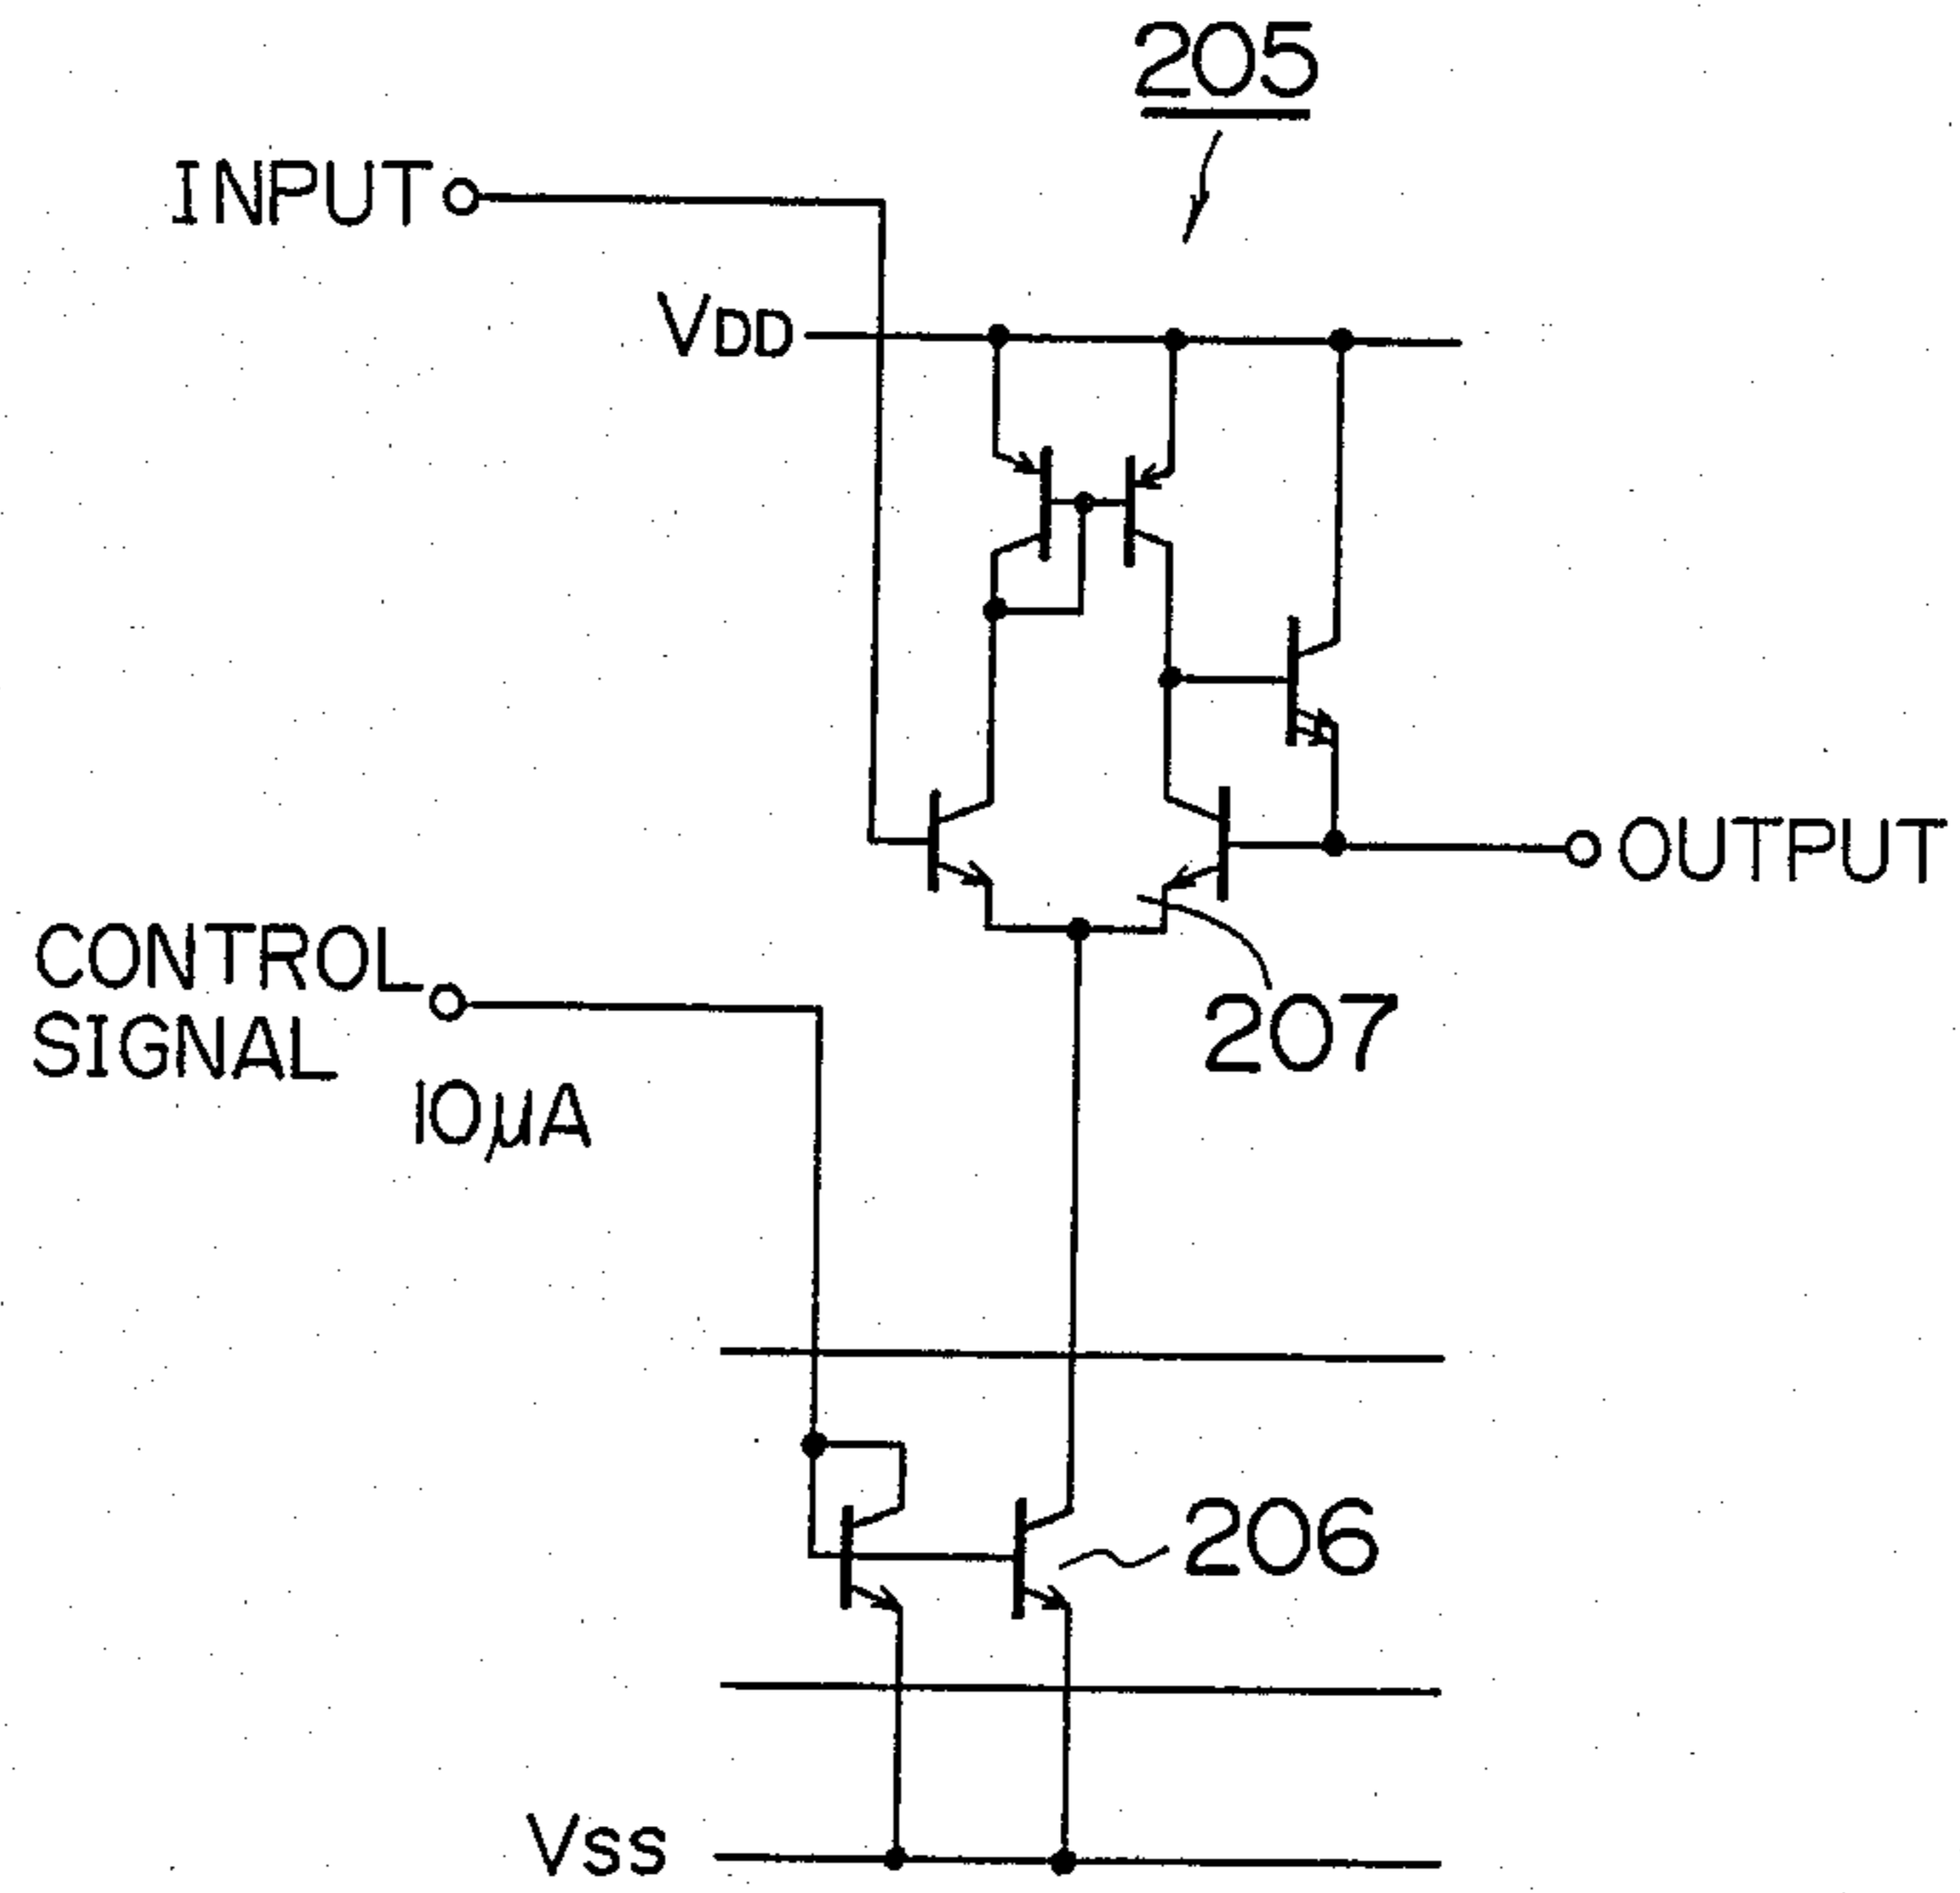 205
INPUT
VDD
OUTPUT
CONTROL
SIGNAL
10μA
207
206
VSS